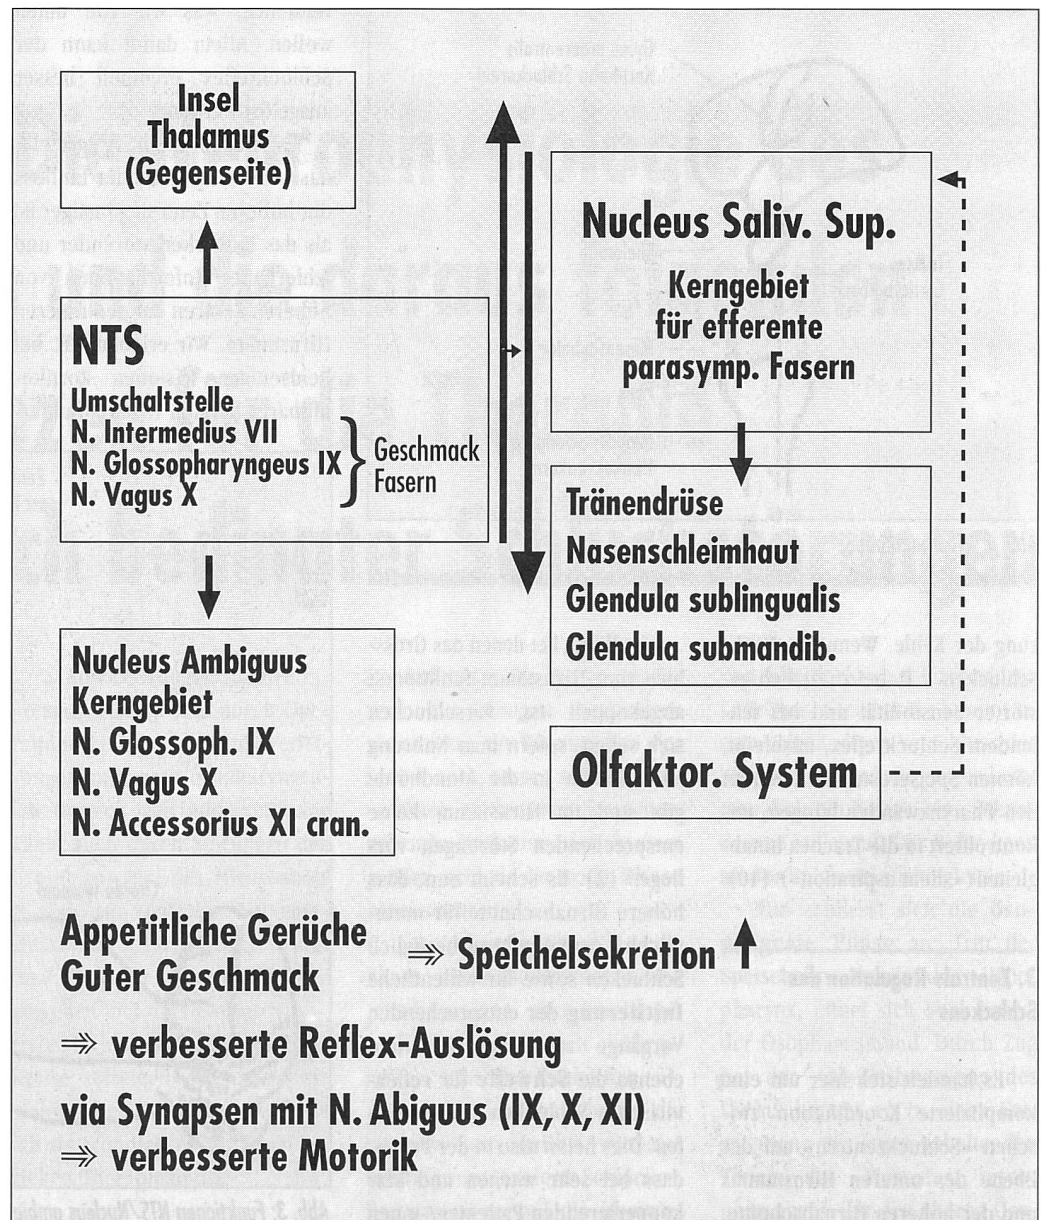 Insel
Thalamus
(Gegenseite)
NTS
Umschaltstelle
N. Intermedius VII
N. Glossopharyngeus IX
N. Vagus X
Geschmack
Fasern
Nucleus Ambiguus
Kerngebiet
N. Glossoph. IX
N. Vagus X
N. Accessorius XI cran.
Nucleus Saliv. Sup.
Kerngebiet
für efferente
parasymp. Fasern
Tränendrüse
Nasenschleimhaut
Glendula sublingualis
Glendula submandib.
Olfaktor. System
Appetitliche Gerüche
Guter Geschmack
⇒ Speichelsekretion ↑
⇒ verbesserte Reflex-Auslösung
via Synapsen mit N. Abiguus (IX, X, XI)
⇒ verbesserte Motorik